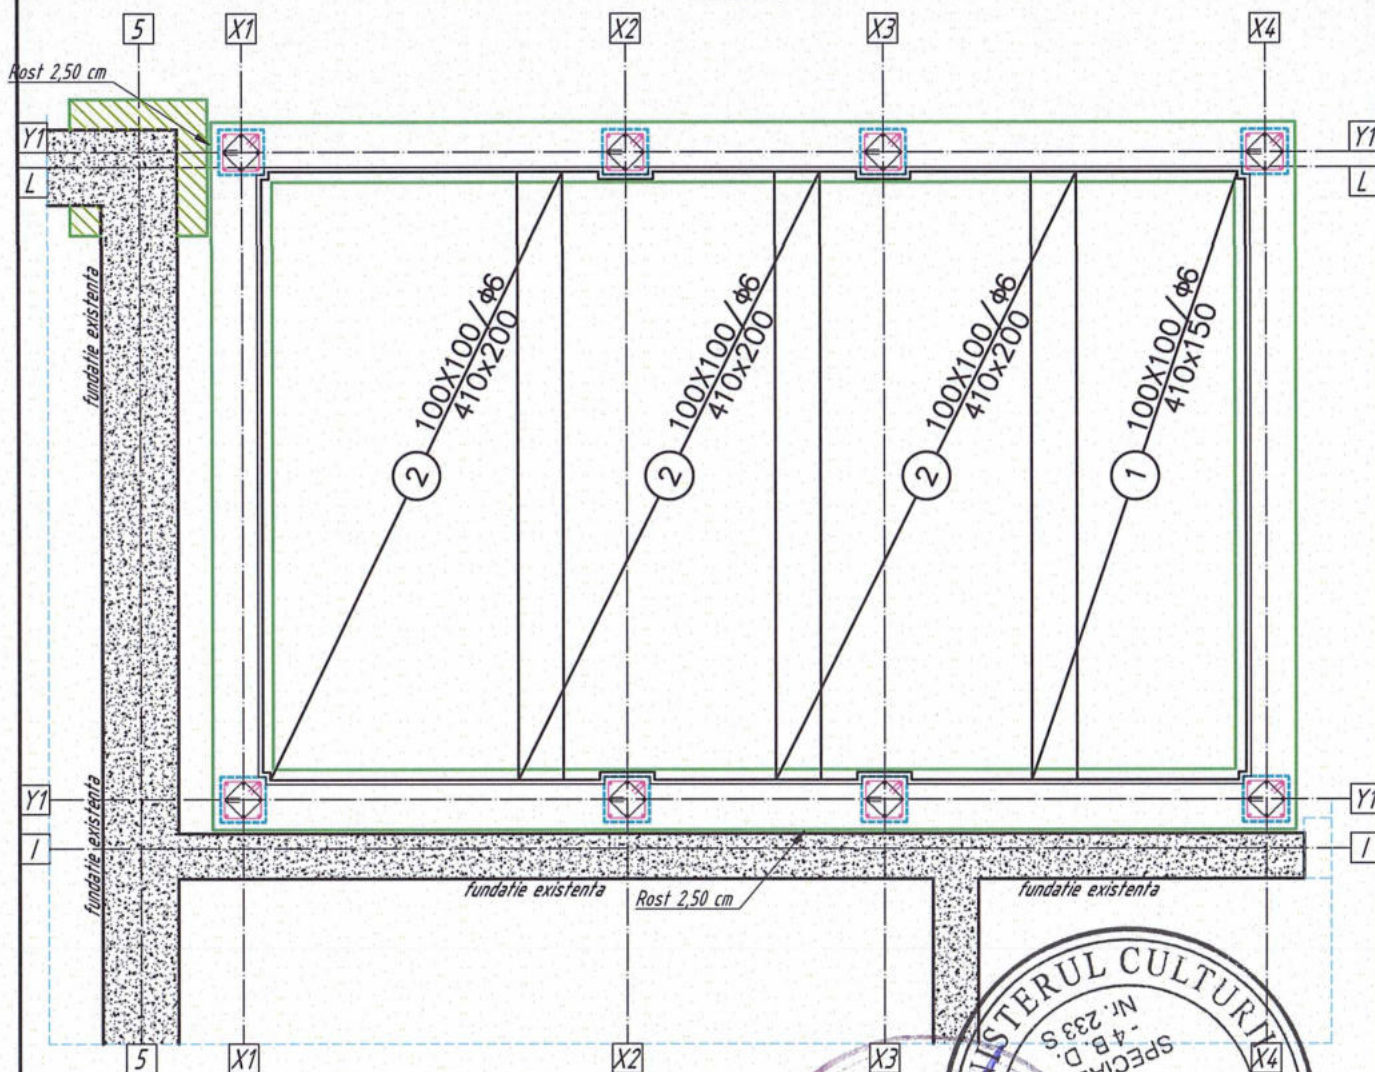 5 X1 X2 X3 X4
Rost 2,50 cm
Y1 Y1
L L
fundatie existenta
100X100/ϕ6
410x200
2
100X100/ϕ6
410x200
2
100X100/ϕ6
410x200
2
100X100/ϕ6
410x150
1
fundatie existenta
Y1 Y1
I I
fundatie existenta
Rost 2,50 cm
fundatie existenta
5 X1 X2 X3 X4
Nr. 233 S
- 4 B. D.